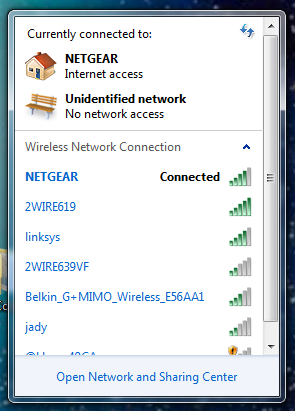 Currently connected to:
NETGEAR
Internet access
Unidentified network
No network access
Wireless Network Connection
NETGEAR Connected
2WIRE619
linksys
2WIRE639VF
Belkin_G+MIMO_Wireless_E56AA1
jady
Open Network and Sharing Center